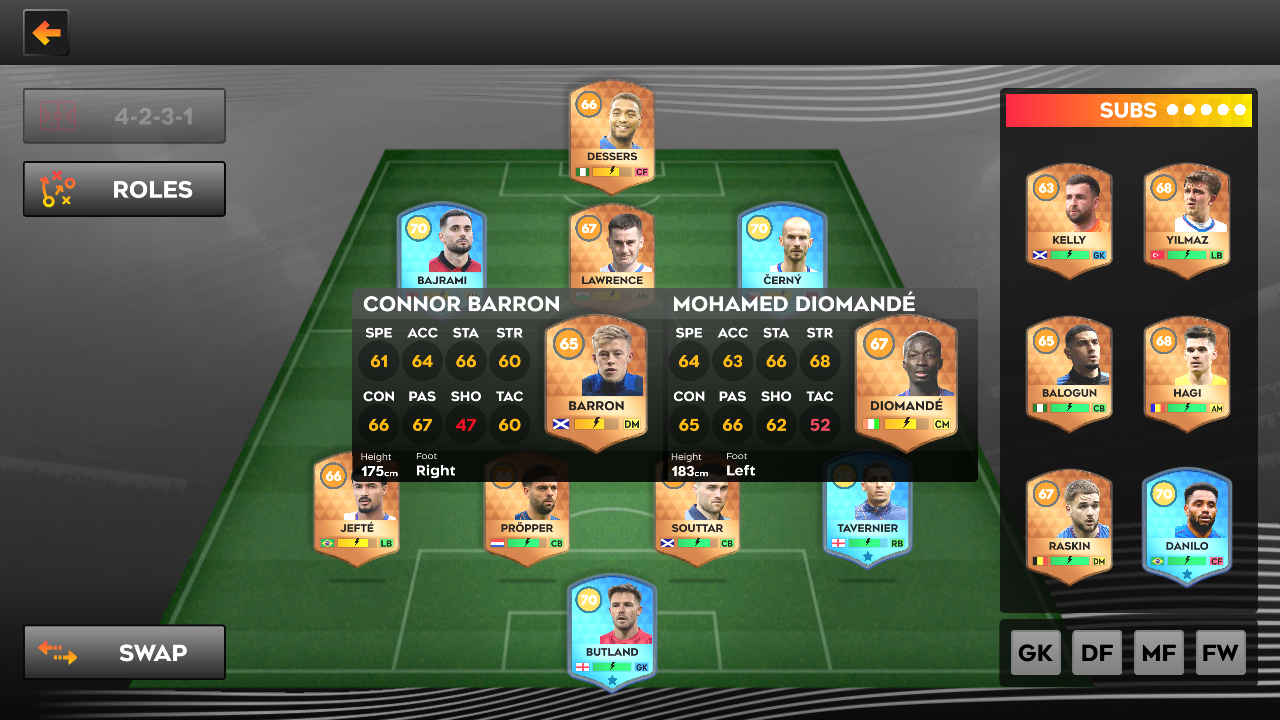 4-2-3-1
ROLES
66
DESSERS
CF
70
BAJRAMI
67
LAWRENCE
AM
70
ČERNÝ
CONNOR BARRON
SPE ACC STA STR
61 64 66 60
CON PAS SHO TAC
66 67 47 60
Height Foot
175cm Right
65
BARRON
DM
MOHAMED DIOMANDÉ
SPE ACC STA STR
64 63 66 68
CON PAS SHO TAC
65 66 62 52
Height Foot
183cm Left
67
DIOMANDÉ
CM
66
JEFTÉ
LB
PRÖPPER
CB
SOUTTAR
CB
TAVERNIER
RB
70
BUTLAND
GK
SWAP
SUBS
63
KELLY
GK
68
YILMAZ
LB
65
BALOGUN
CB
68
HAGI
AM
67
RASKIN
DM
70
DANILO
CF
GK DF MF FW